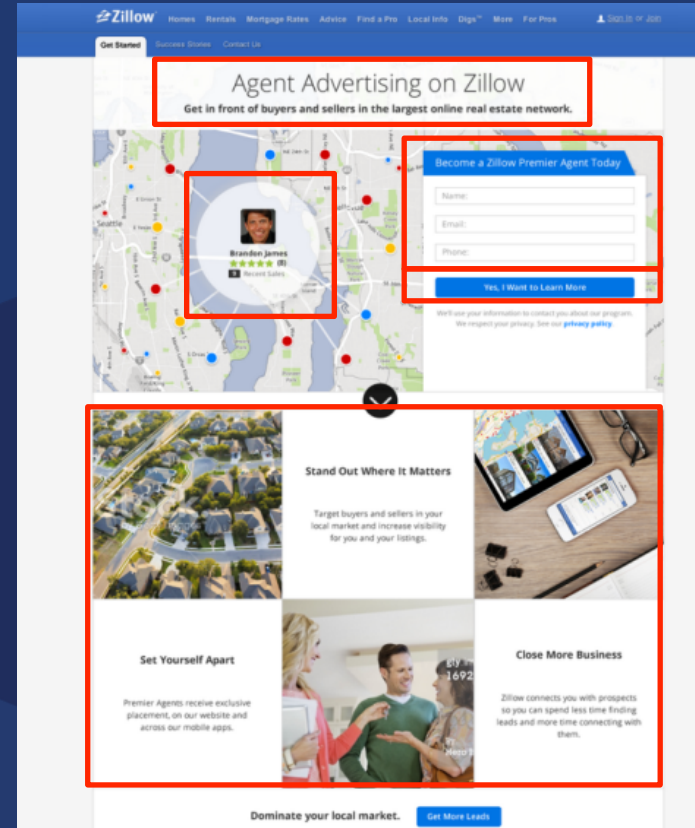 Zillow Homes Rentals Mortgage Rates Advice Find a Pro Local Info Digs™ More For Pros Sign In or Join
Get Started Success Stories Contact Us
Agent Advertising on Zillow
Get in front of buyers and sellers in the largest online real estate network.
Become a Zillow Premier Agent Today
Name:
Email:
Phone:
Yes, I Want to Learn More
We'll use your information to contact you about our program.
We respect your privacy. See our privacy policy.
Seattle
Brandon James
(8)
9 Recent Sales
Stand Out Where It Matters
Target buyers and sellers in your
local market and increase visibility
for you and your listings.
Set Yourself Apart
Premier Agents receive exclusive
placement, on our website and
across our mobile apps.
1692
Close More Business
Zillow connects you with prospects
so you can spend less time finding
leads and more time connecting with
them.
Dominate your local market. Get More Leads